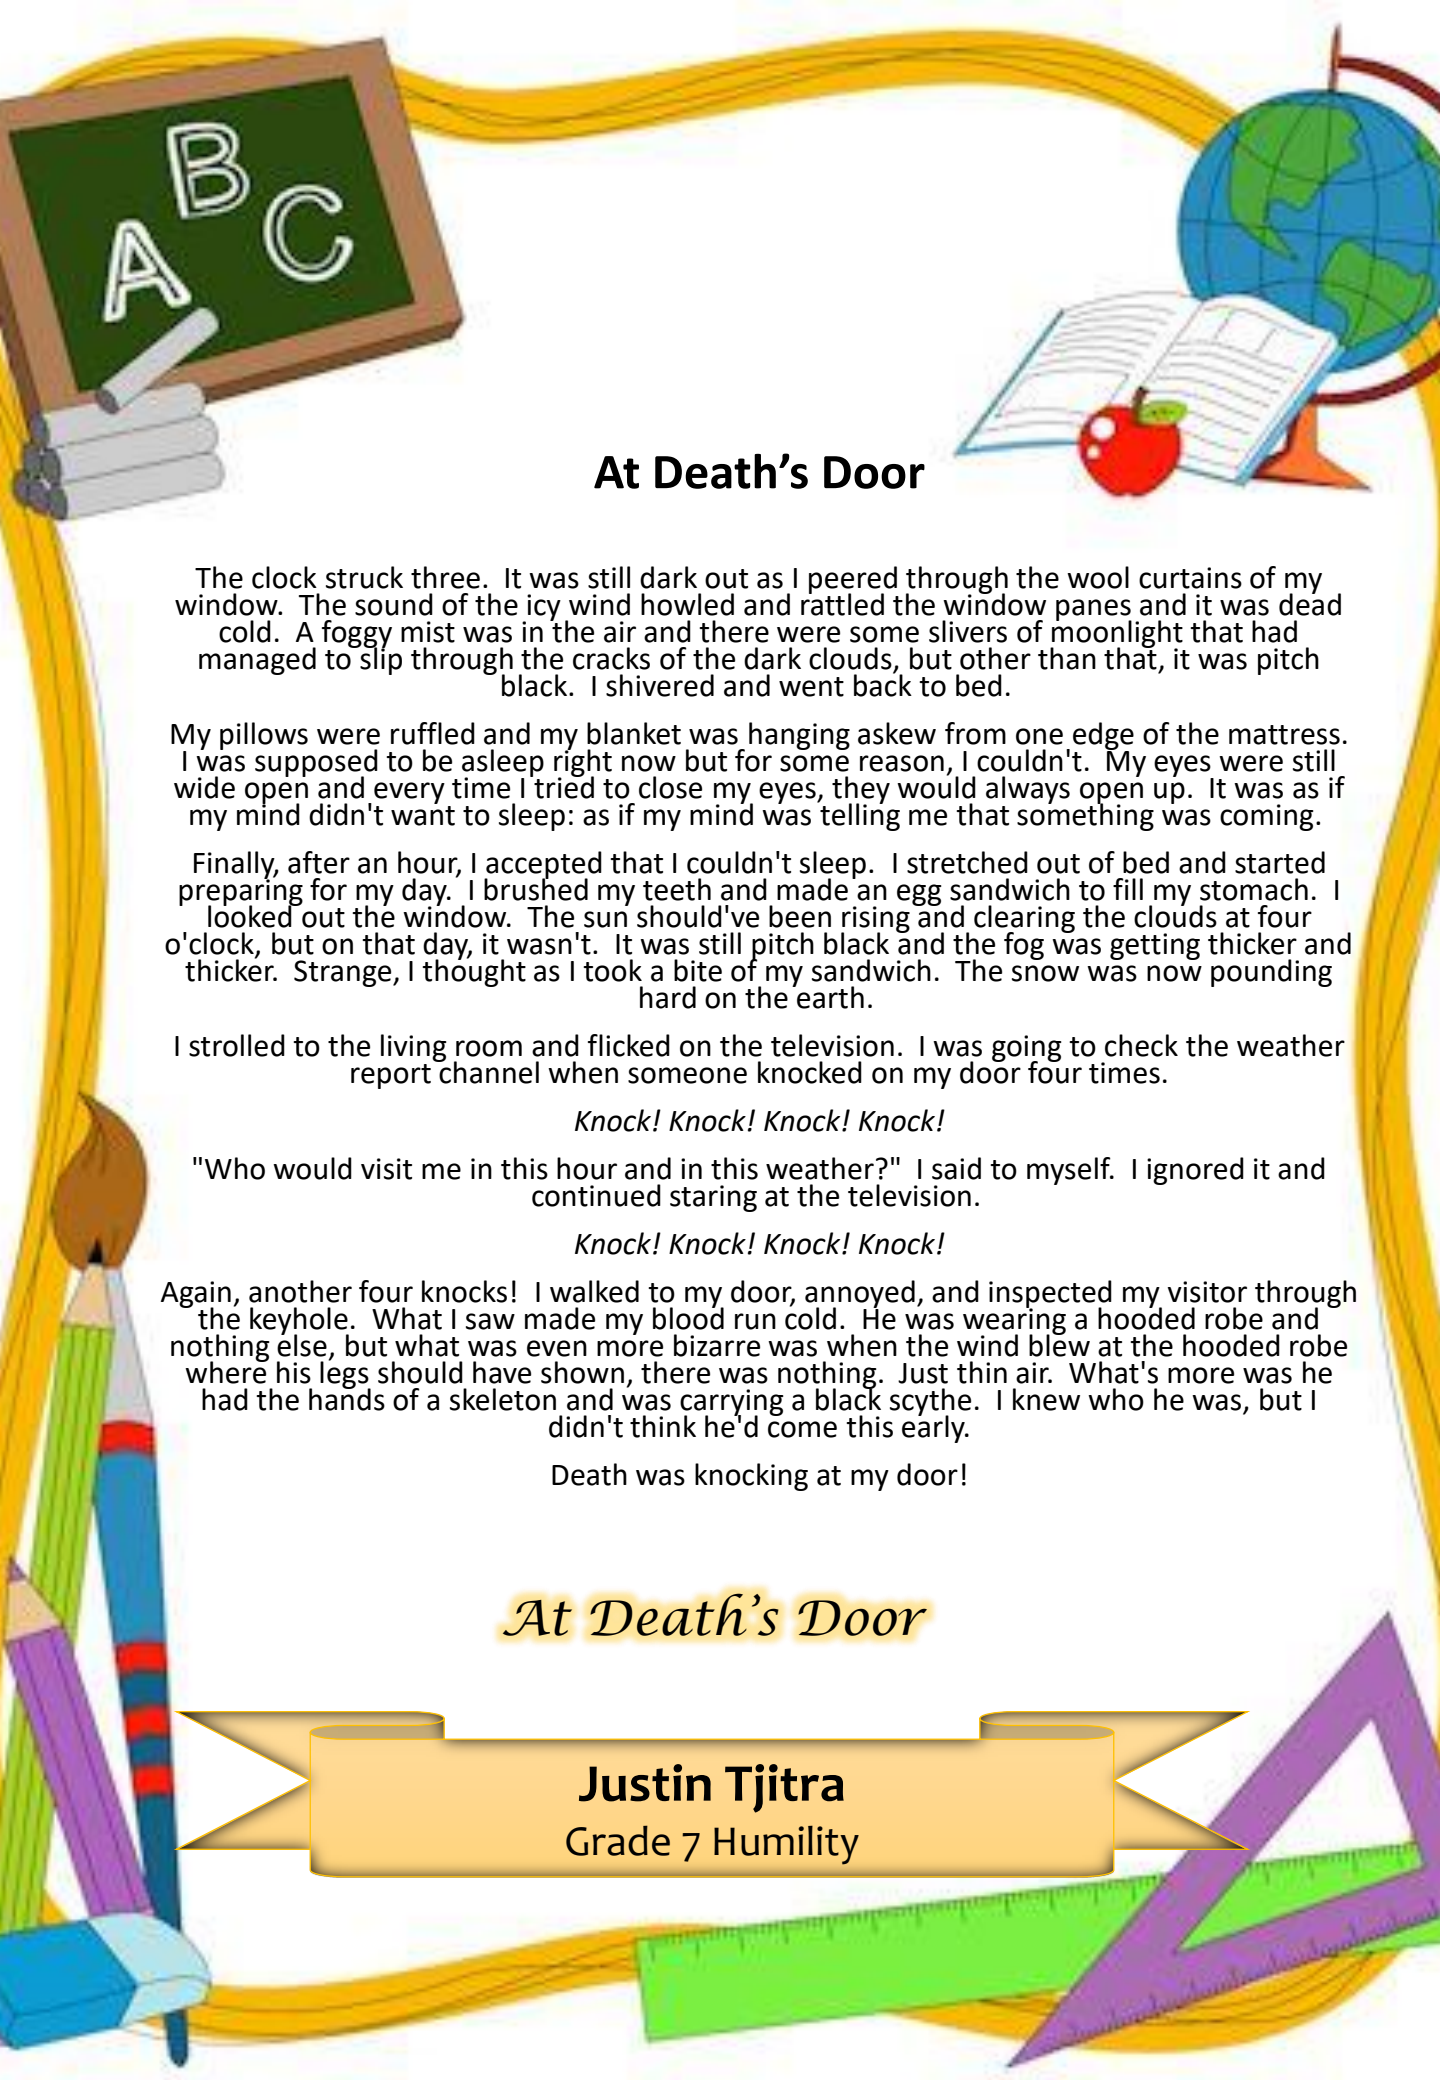 B
A C
At Death’s Door
The clock struck three.  It was still dark out as I peered through the wool curtains of my
window.  The sound of the icy wind howled and rattled the window panes and it was dead
cold.  A foggy mist was in the air and there were some slivers of moonlight that had
managed to slip through the cracks of the dark clouds, but other than that, it was pitch
black.  I shivered and went back to bed.
My pillows were ruffled and my blanket was hanging askew from one edge of the mattress.
I was supposed to be asleep right now but for some reason, I couldn't.  My eyes were still
wide open and every time I tried to close my eyes, they would always open up.  It was as if
my mind didn't want to sleep: as if my mind was telling me that something was coming.
Finally, after an hour, I accepted that I couldn't sleep.  I stretched out of bed and started
preparing for my day.  I brushed my teeth and made an egg sandwich to fill my stomach.  I
looked out the window.  The sun should've been rising and clearing the clouds at four
o'clock, but on that day, it wasn't.  It was still pitch black and the fog was getting thicker and
thicker.  Strange, I thought as I took a bite of my sandwich.  The snow was now pounding
hard on the earth.
I strolled to the living room and flicked on the television.  I was going to check the weather
report channel when someone knocked on my door four times.
Knock! Knock! Knock! Knock!
"Who would visit me in this hour and in this weather?"  I said to myself.  I ignored it and
continued staring at the television.
Knock! Knock! Knock! Knock!
Again, another four knocks!  I walked to my door, annoyed, and inspected my visitor through
the keyhole.  What I saw made my blood run cold.  He was wearing a hooded robe and
nothing else, but what was even more bizarre was when the wind blew at the hooded robe
where his legs should have shown, there was nothing.  Just thin air.  What's more was he
had the hands of a skeleton and was carrying a black scythe.  I knew who he was, but I
didn't think he'd come this early.
Death was knocking at my door!
At Death’s Door
Justin Tjitra
Grade 7 Humility